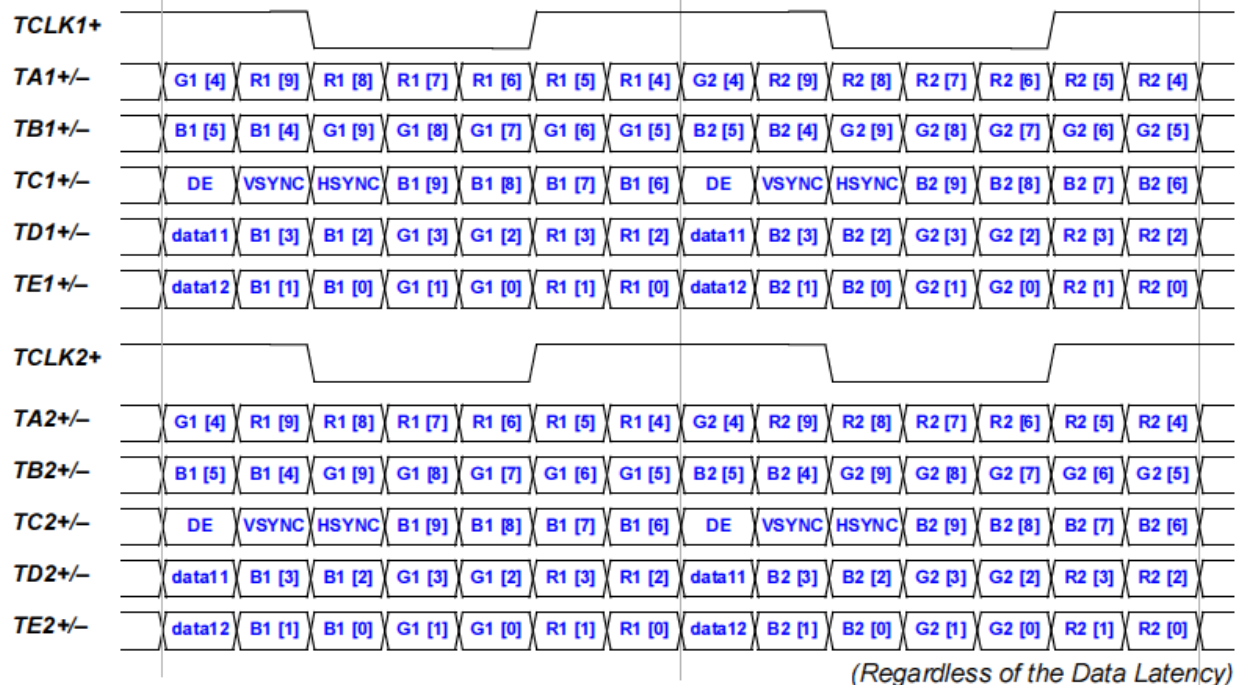 TCLK1+
TA1+/– G1 [4] R1 [9] R1 [8] R1 [7] R1 [6] R1 [5] R1 [4] G2 [4] R2 [9] R2 [8] R2 [7] R2 [6] R2 [5] R2 [4]
TB1+/– B1 [5] B1 [4] G1 [9] G1 [8] G1 [7] G1 [6] G1 [5] B2 [5] B2 [4] G2 [9] G2 [8] G2 [7] G2 [6] G2 [5]
TC1+/– DE VSYNC HSYNC B1 [9] B1 [8] B1 [7] B1 [6] DE VSYNC HSYNC B2 [9] B2 [8] B2 [7] B2 [6]
TD1+/– data11 B1 [3] B1 [2] G1 [3] G1 [2] R1 [3] R1 [2] data11 B2 [3] B2 [2] G2 [3] G2 [2] R2 [3] R2 [2]
TE1+/– data12 B1 [1] B1 [0] G1 [1] G1 [0] R1 [1] R1 [0] data12 B2 [1] B2 [0] G2 [1] G2 [0] R2 [1] R2 [0]
TCLK2+
TA2+/– G1 [4] R1 [9] R1 [8] R1 [7] R1 [6] R1 [5] R1 [4] G2 [4] R2 [9] R2 [8] R2 [7] R2 [6] R2 [5] R2 [4]
TB2+/– B1 [5] B1 [4] G1 [9] G1 [8] G1 [7] G1 [6] G1 [5] B2 [5] B2 [4] G2 [9] G2 [8] G2 [7] G2 [6] G2 [5]
TC2+/– DE VSYNC HSYNC B1 [9] B1 [8] B1 [7] B1 [6] DE VSYNC HSYNC B2 [9] B2 [8] B2 [7] B2 [6]
TD2+/– data11 B1 [3] B1 [2] G1 [3] G1 [2] R1 [3] R1 [2] data11 B2 [3] B2 [2] G2 [3] G2 [2] R2 [3] R2 [2]
TE2+/– data12 B1 [1] B1 [0] G1 [1] G1 [0] R1 [1] R1 [0] data12 B2 [1] B2 [0] G2 [1] G2 [0] R2 [1] R2 [0]
(Regardless of the Data Latency)